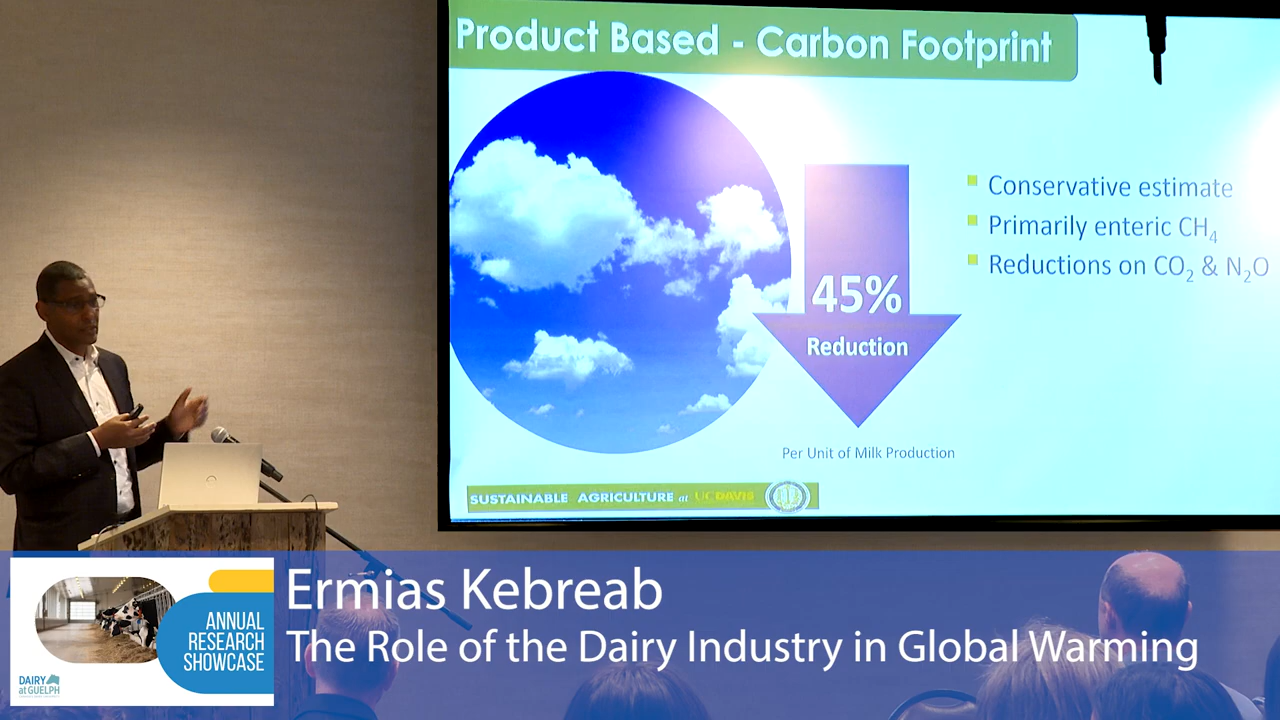 Product Based - Carbon Footprint
Conservative estimate
Primarily enteric CH₄
Reductions on CO₂ & N₂O
45%
Reduction
Per Unit of Milk Production
SUSTAINABLE AGRICULTURE at UC DAVIS
ANNUAL
RESEARCH
SHOWCASE
DAIRY
at GUELPH
Ermias Kebreab
The Role of the Dairy Industry in Global Warming